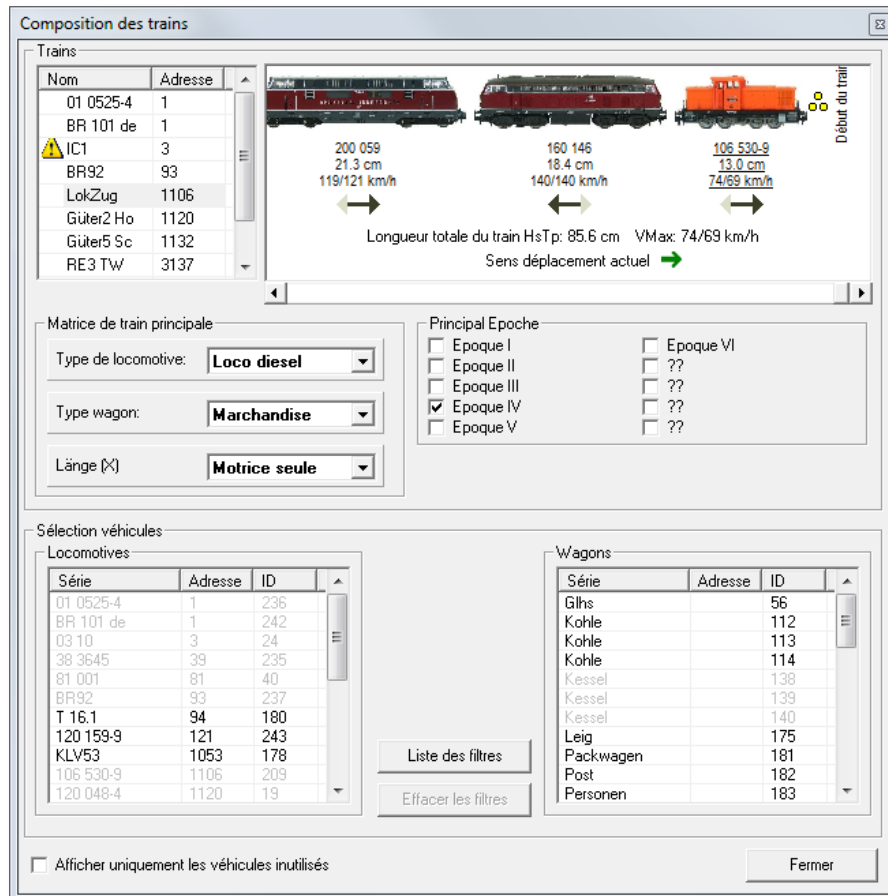 Composition des trains
Trains
Nom Adresse
01 0525-4 1
BR 101 de 1
IC1 3
BR92 93
LokZug 1106
Güter2 Ho 1120
Güter5 Sc 1132
RE3 TW 3137
200 059 160 146 106 530-9
21.3 cm 18.4 cm 13.0 cm
119/121 km/h 140/140 km/h 74/69 km/h
Début du train
Longueur totale du train HsTp: 85.6 cm VMax: 74/69 km/h
Sens déplacement actuel
Matrice de train principale
Type de locomotive: Loco diesel
Type wagon: Marchandise
Länge (X) Motrice seule
Principal Epoche
Epoque I Epoque VI
Epoque II ??
Epoque III ??
Epoque IV ??
Epoque V ??
Sélection véhicules
Locomotives
Série Adresse ID
01 0525-4 1 236
BR 101 de 1 242
03 10 3 24
38 3645 39 235
81 001 81 40
BR92 93 237
T 16.1 94 180
120 159-9 121 243
KLV53 1053 178
106 530-9 1106 209
120 048-4 1120 19
Liste des filtres
Effacer les filtres
Wagons
Série Adresse ID
Glhs 56
Kohle 112
Kohle 113
Kohle 114
Kessel 138
Kessel 139
Kessel 140
Leig 175
Packwagen 181
Post 182
Personen 183
Afficher uniquement les véhicules inutilisés
Fermer